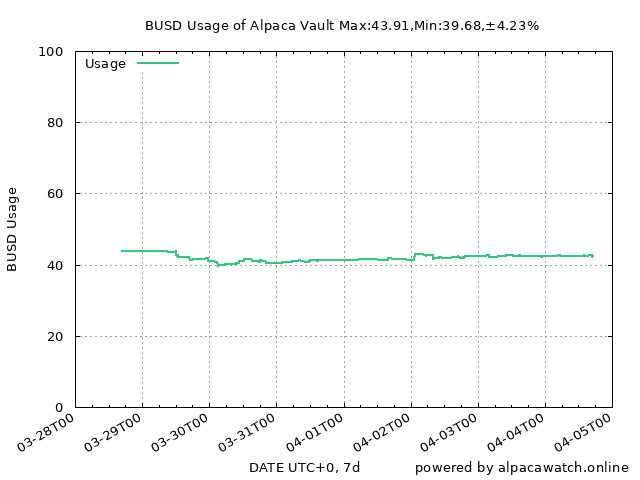 BUSD Usage of Alpaca Vault Max:43.91,Min:39.68,±4.23%
Usage
BUSD Usage
100
80
60
40
20
0
03-28T00
03-29T00
03-30T00
03-31T00
04-01T00
04-02T00
04-03T00
04-04T00
04-05T00
DATE UTC+0, 7d
powered by alpacawatch.online